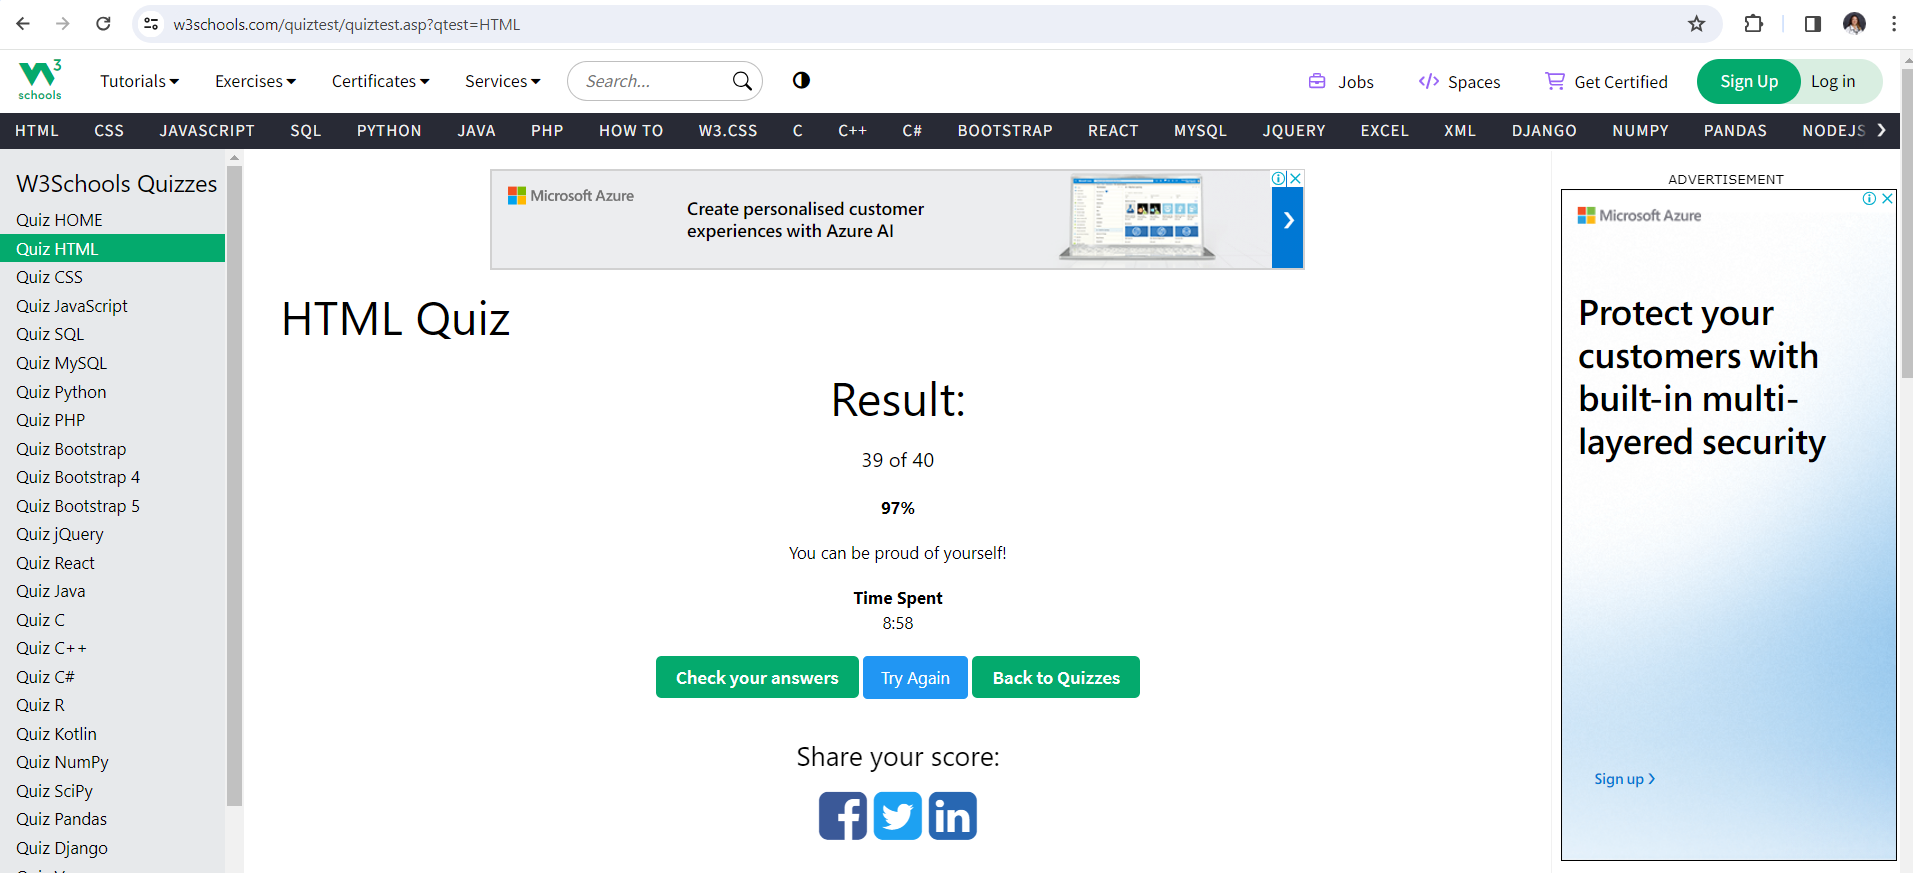 w3schools.com/quiztest/quiztest.asp?qtest=HTML
W3
schools
Tutorials
Exercises
Certificates
Services
Search...
Jobs
</> Spaces
Get Certified
Sign Up
Log in
HTML
CSS
JAVASCRIPT
SQL
PYTHON
JAVA
PHP
HOW TO
W3.CSS
C
C++
C#
BOOTSTRAP
REACT
MYSQL
JQUERY
EXCEL
XML
DJANGO
NUMPY
PANDAS
NODEJS
W3Schools Quizzes
Quiz HOME
Quiz HTML
Quiz CSS
Quiz JavaScript
Quiz SQL
Quiz MySQL
Quiz Python
Quiz PHP
Quiz Bootstrap
Quiz Bootstrap 4
Quiz Bootstrap 5
Quiz jQuery
Quiz React
Quiz Java
Quiz C
Quiz C++
Quiz C#
Quiz R
Quiz Kotlin
Quiz NumPy
Quiz SciPy
Quiz Pandas
Quiz Django
Microsoft Azure
Create personalised customer
experiences with Azure AI
HTML Quiz
Result:
39 of 40
97%
You can be proud of yourself!
Time Spent
8:58
Check your answers
Try Again
Back to Quizzes
Share your score:
ADVERTISEMENT
Microsoft Azure
Protect your
customers with
built-in multi-
layered security
Sign up